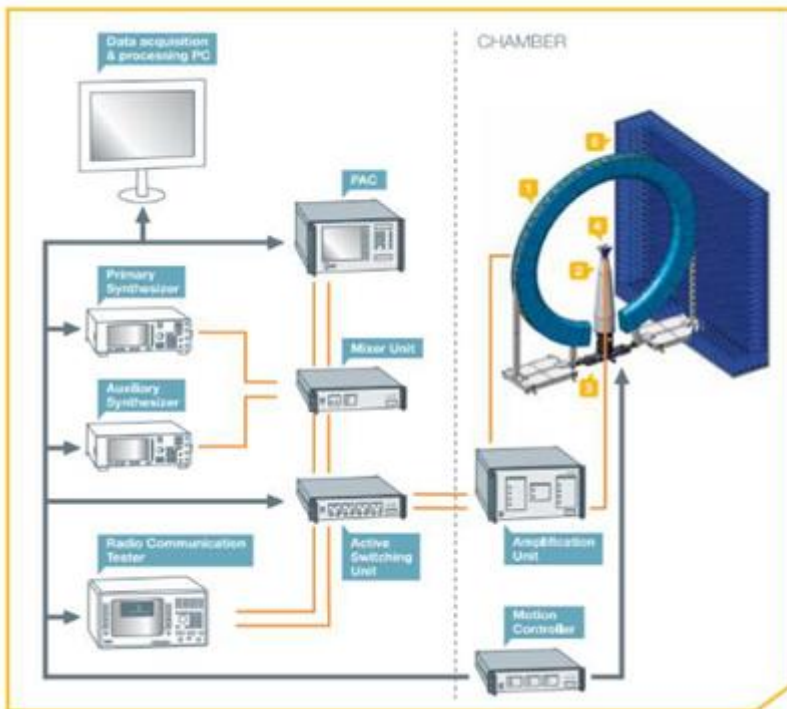 Data acquisition
& processing PC
CHAMBER
PAC
1
4
2
3
Primary
Synthesizer
Mixer Unit
Auxiliary
Synthesizer
Radio Communication
Tester
Active
Switching
Unit
Amplification
Unit
Motion
Controller